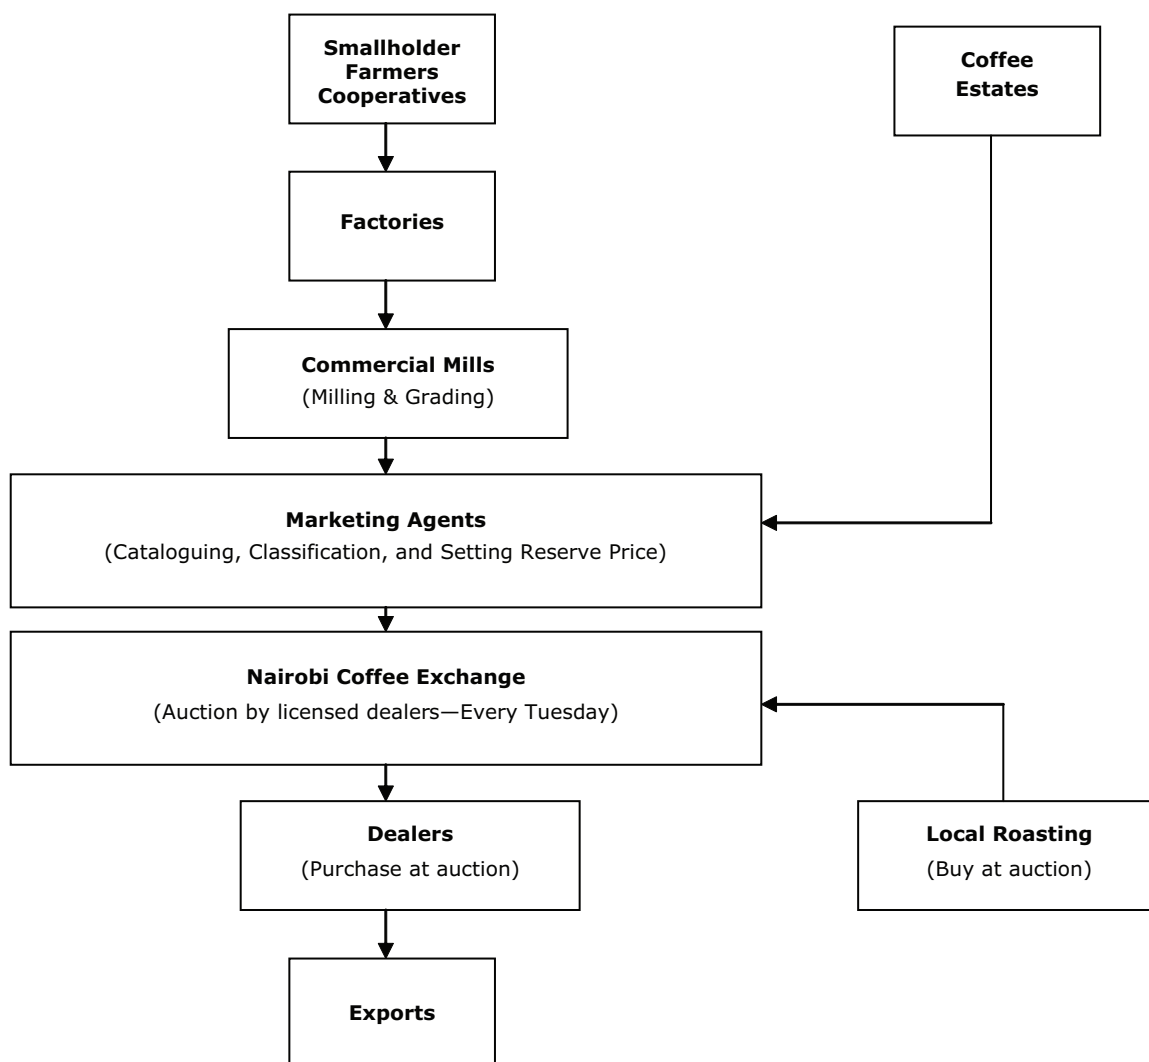 Smallholder
Farmers
Cooperatives
Coffee
Estates
Factories
Commercial Mills
(Milling & Grading)
Marketing Agents
(Cataloguing, Classification, and Setting Reserve Price)
Nairobi Coffee Exchange
(Auction by licensed dealers—Every Tuesday)
Dealers
(Purchase at auction)
Local Roasting
(Buy at auction)
Exports